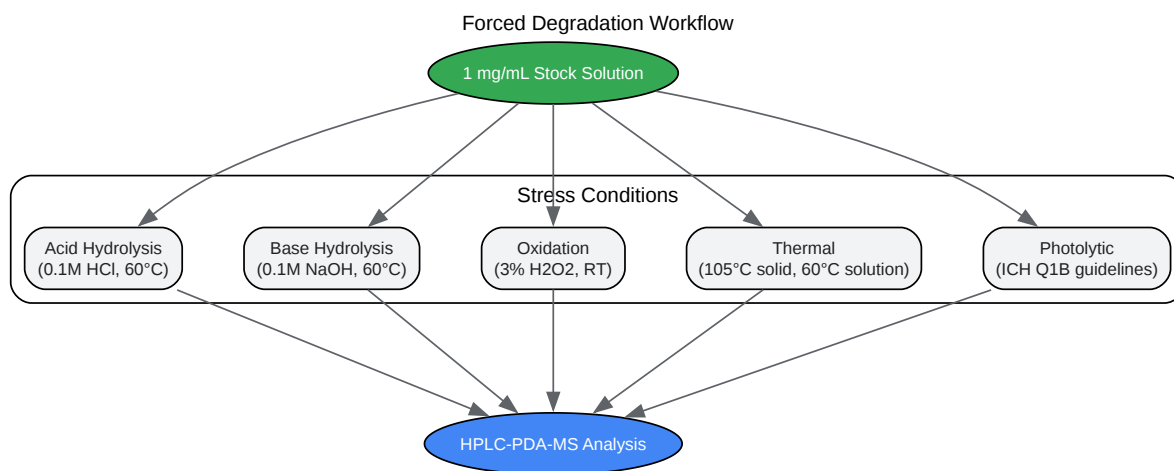 Forced Degradation Workflow
1 mg/mL Stock Solution
Stress Conditions
Acid Hydrolysis
(0.1M HCl, 60°C)
Base Hydrolysis
(0.1M NaOH, 60°C)
Oxidation
(3% H2O2, RT)
Thermal
(105°C solid, 60°C solution)
Photolytic
(ICH Q1B guidelines)
HPLC-PDA-MS Analysis